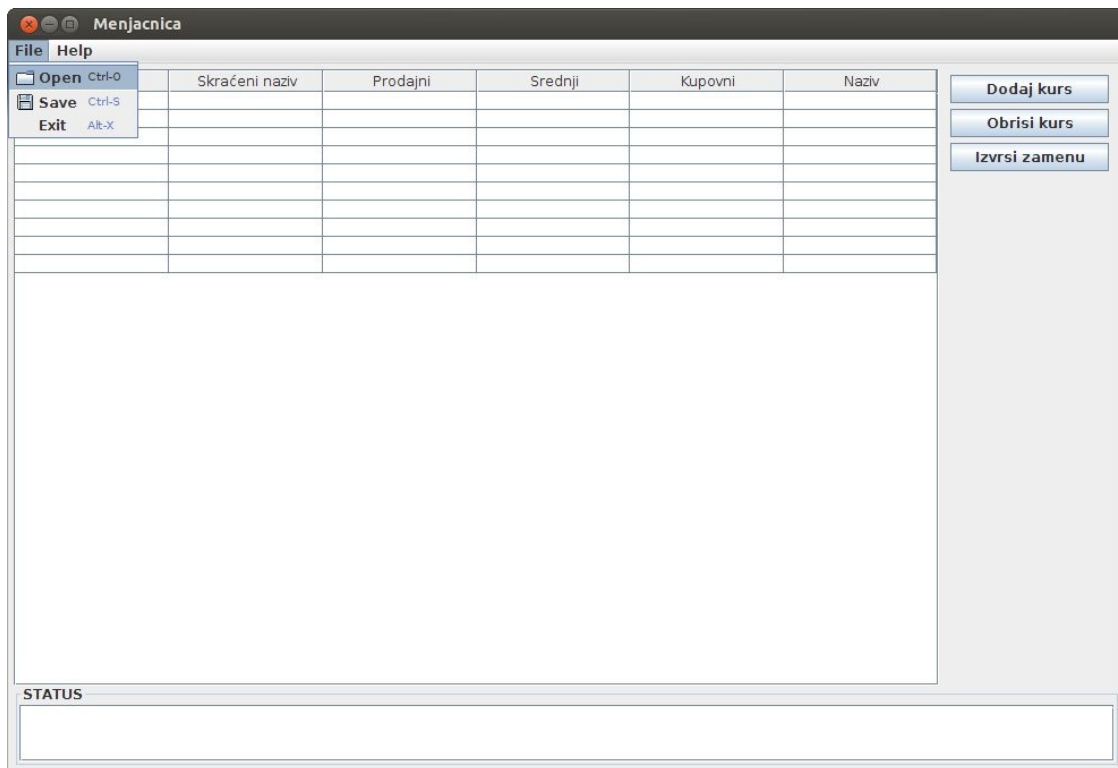 Menjacnica
File Help
Open Ctrl-O
Save Ctrl-S
Exit Alt-X
Skraćeni naziv Prodajni Srednji Kupovni Naziv
Dodaj kurs
Obrisi kurs
Izvrsi zamenu
STATUS